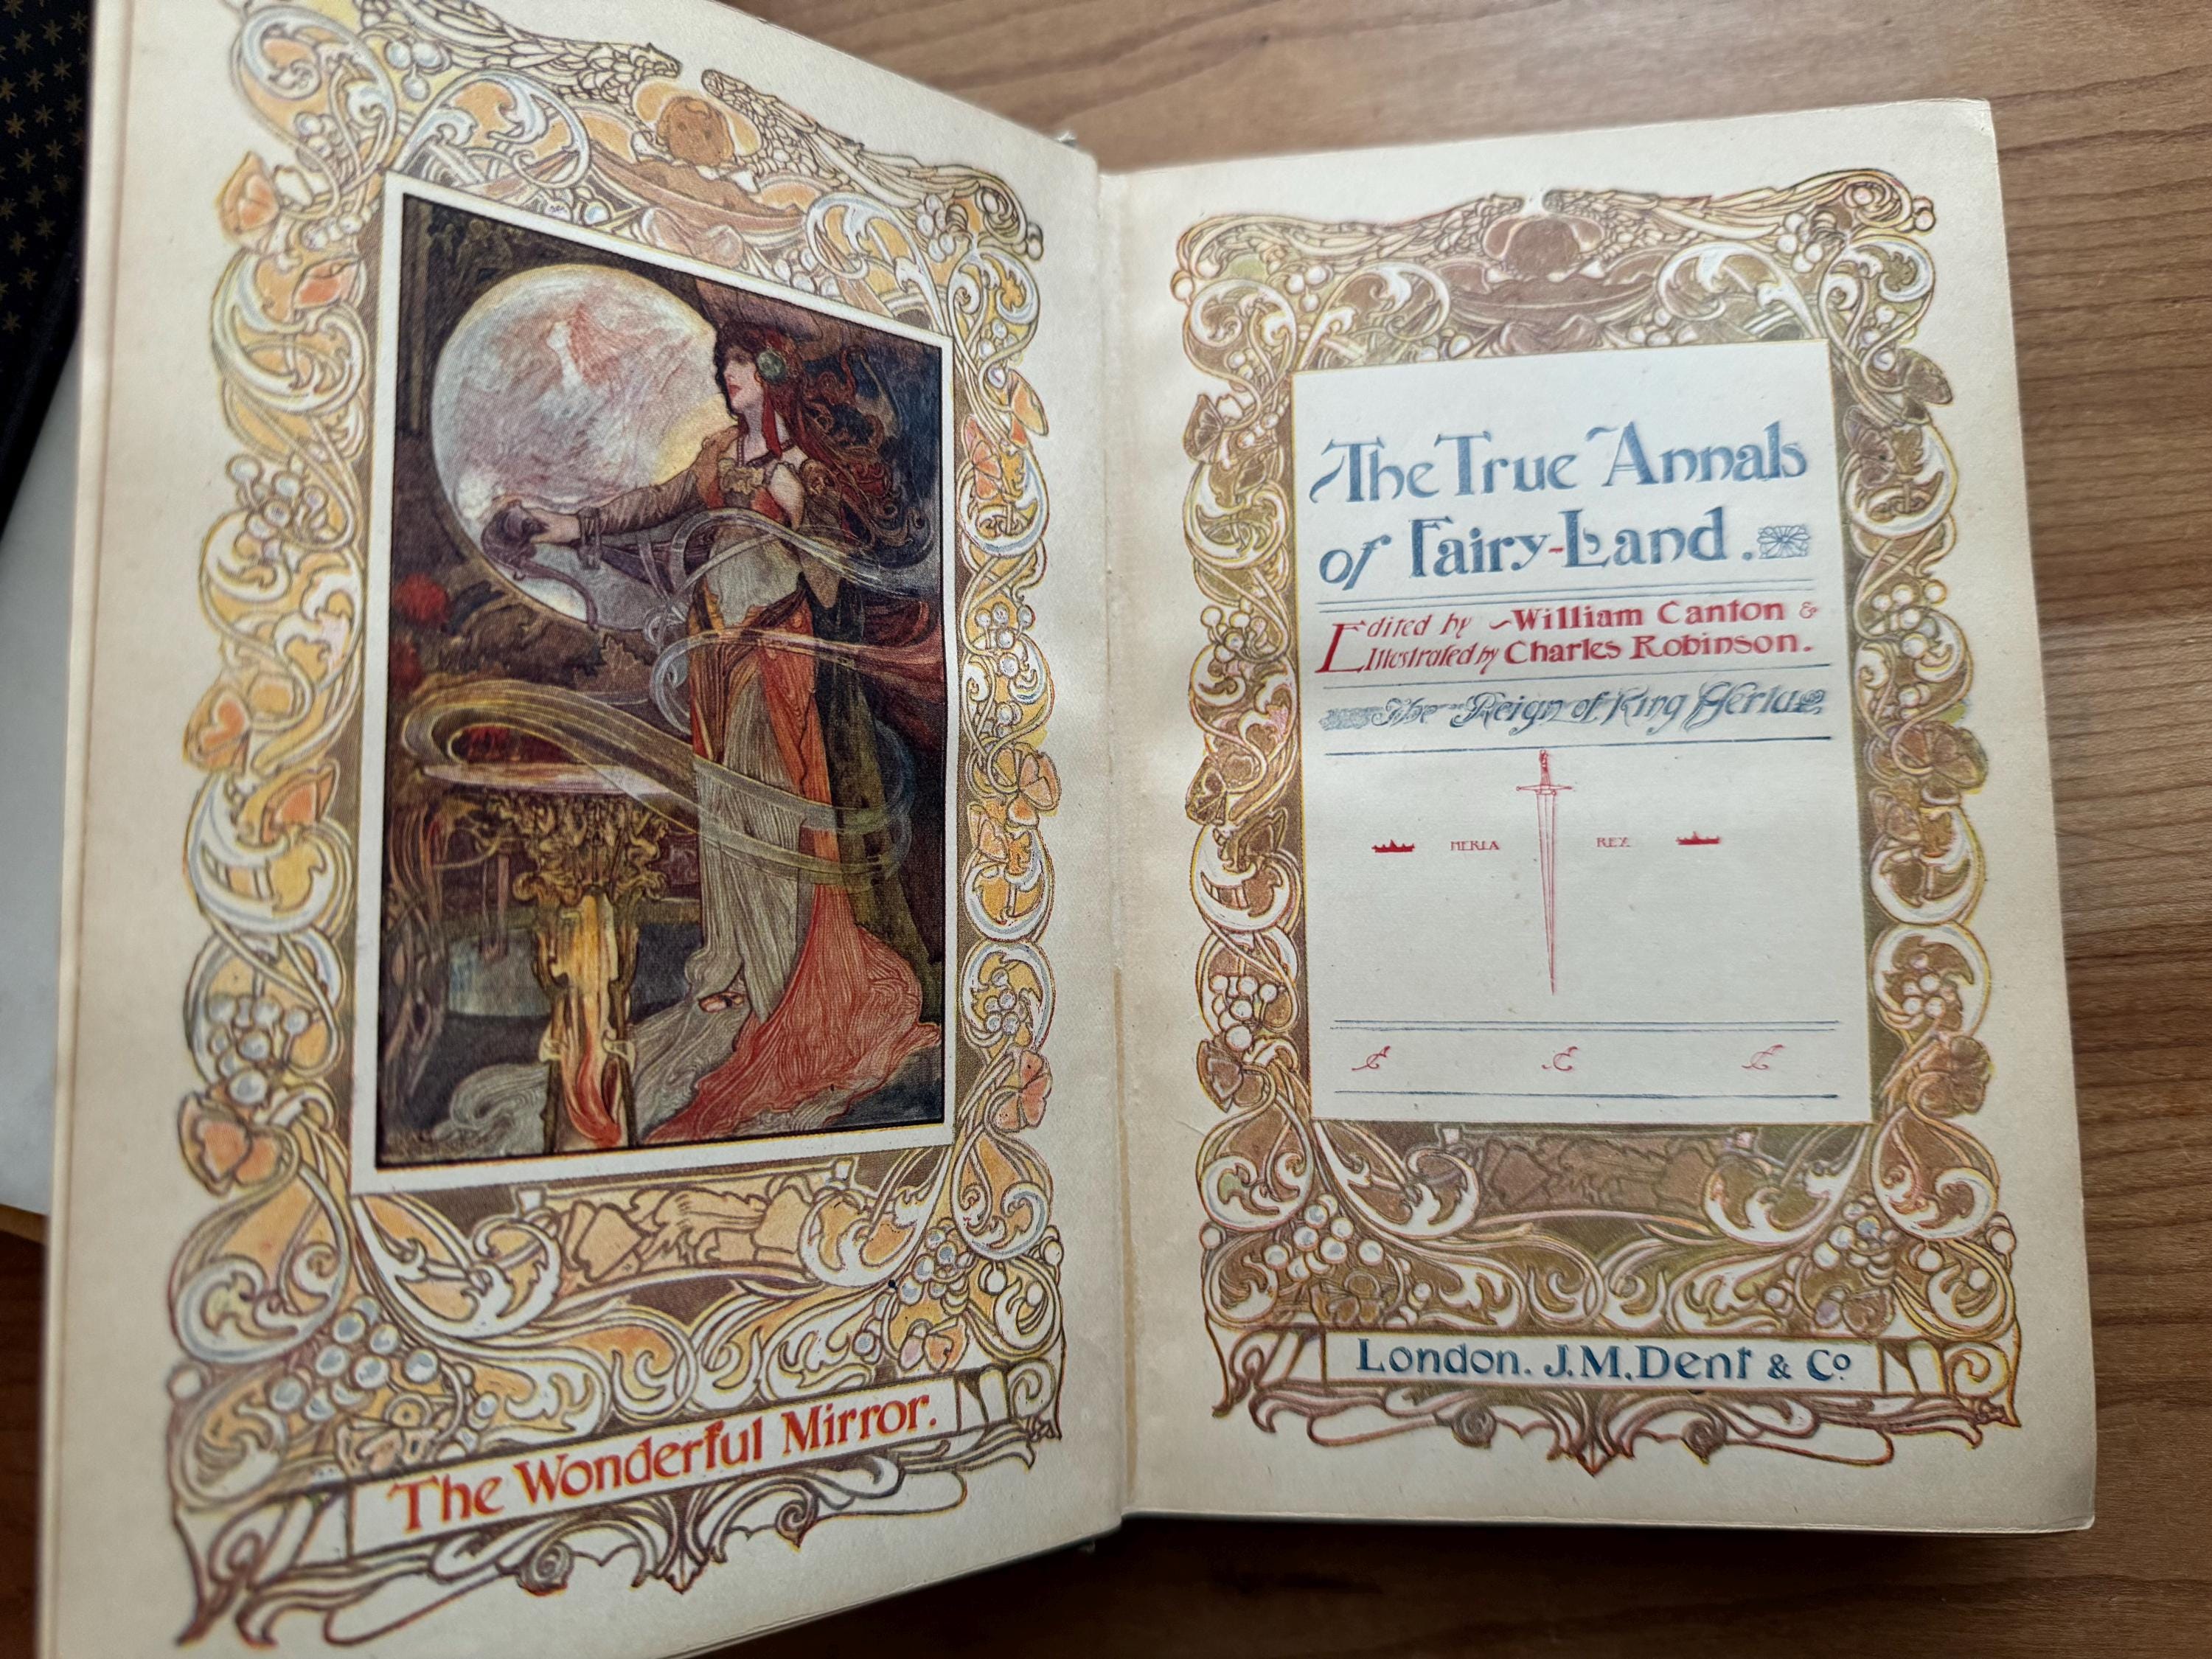 The Wonderful Mirror.
The True Annals
of Fairy-Land.
Edited by William Canton &
Illustrated by Charles Robinson.
The Reign of King Herla
HERLA REX
London. J.M. Dent & Co